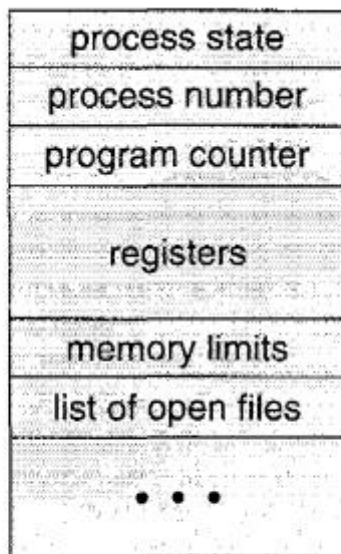 process state
process number
program counter
registers
memory limits
list of open files
• • •